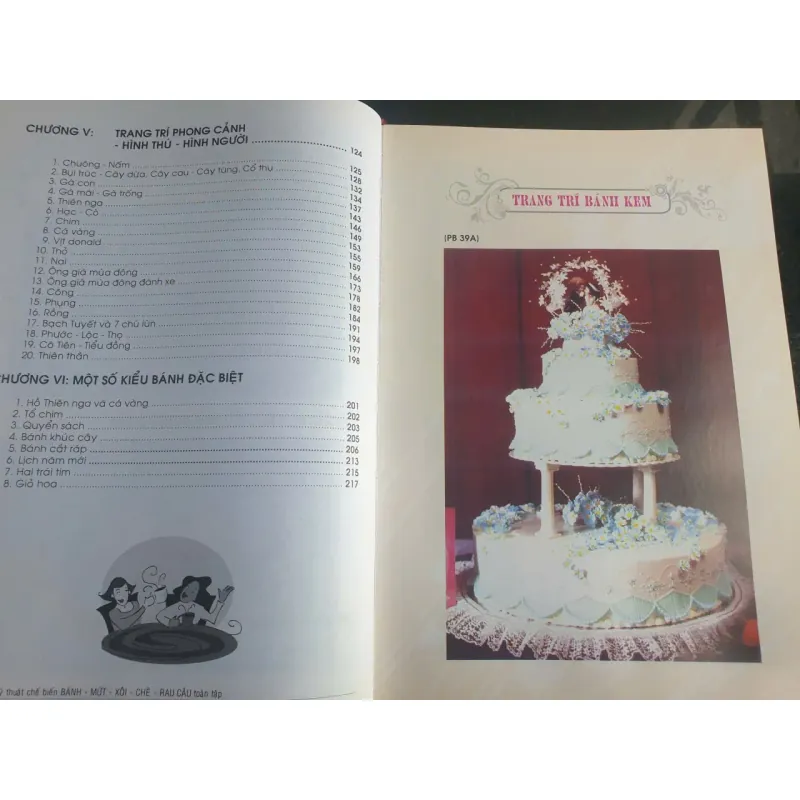 CHƯƠNG V: TRANG TRÍ PHONG CẢNH
- HÌNH THÚ - HÌNH NGƯỜI 124
1. Chuông - Nấm 125
2. Bụi trúc - Cây dừa, Cây cau - Cây tùng, Cổ thụ 128
3. Gà con 132
4. Gà mái - Gà trống 134
5. Thiên nga 137
6. Hạc - Cò 143
7. Chim 146
8. Cá vàng 149
9. Vịt donald 153
10. Thỏ 155
11. Nai 159
12. Ông già mùa đông 166
13. Ông già mùa đông đánh xe 173
14. Công 178
15. Phụng 182
16. Rồng 184
17. Bạch Tuyết và 7 chú lùn 191
18. Phước - Lộc - Thọ 194
19. Cô Tiên - Tiểu đồng 197
20. Thiên thần 198
CHƯƠNG VI: MỘT SỐ KIỂU BÁNH ĐẶC BIỆT
1. Hồ Thiên nga và cá vàng 201
2. Tổ chim 202
3. Quyển sách 203
4. Bánh khúc cây 205
5. Bánh cắt ráp 206
6. Lịch năm mới 213
7. Hai trái tim 215
8. Giỏ hoa 217
thuật chế biến BÁNH - MỨT - XÔI - CHÈ - RAU CÂU toàn tập
TRANG TRÍ BÁNH KEM
(PB 39A)